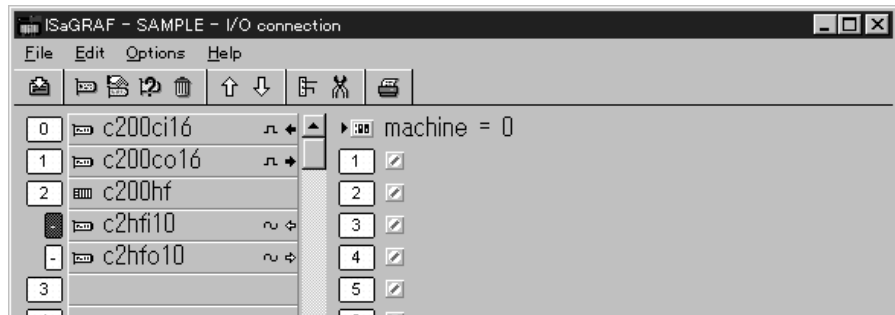 ISaGRAF - SAMPLE - I/O connection
File Edit Options Help
0 c200ci16
1 c200co16
2 c200hf
- c2hfi10
- c2hfo10
3
machine = 0
1
2
3
4
5